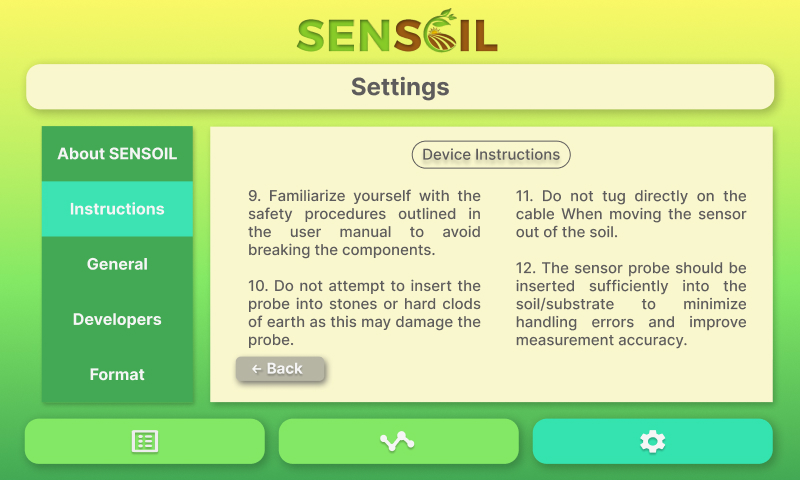 SENSOIL
Settings
About SENSOIL
Instructions
General
Developers
Format
Device Instructions
9. Familiarize yourself with the
safety procedures outlined in
the user manual to avoid
breaking the components.
10. Do not attempt to insert the
probe into stones or hard clods
of earth as this may damage the
probe.
11. Do not tug directly on the
cable When moving the sensor
out of the soil.
12. The sensor probe should be
inserted sufficiently into the
soil/substrate to minimize
handling errors and improve
measurement accuracy.
← Back